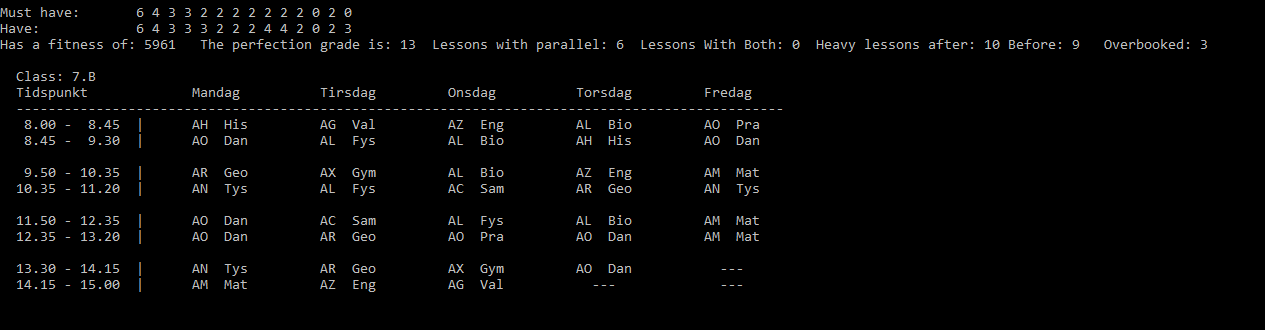 Must have:       6 4 3 3 2 2 2 2 2 2 2 0 2 0
Have:            6 4 3 3 3 2 2 2 4 4 2 0 2 3
Has a fitness of: 5961   The perfection grade is: 13  Lessons with parallel: 6  Lessons With Both: 0  Heavy lessons after: 10 Before: 9   Overbooked: 3
Class: 7.B
Tidspunkt             Mandag          Tirsdag         Onsdag          Torsdag         Fredag
------------------------------------------------------------------------------------------------
8.00 -  8.45  |      AH  His         AG  Val         AZ  Eng         AL  Bio         AO  Pra
8.45 -  9.30  |      AO  Dan         AL  Fys         AL  Bio         AH  His         AO  Dan
9.50 - 10.35  |      AR  Geo         AX  Gym         AL  Bio         AZ  Eng         AM  Mat
10.35 - 11.20  |      AN  Tys         AL  Fys         AC  Sam         AR  Geo         AN  Tys
11.50 - 12.35  |      AO  Dan         AC  Sam         AL  Fys         AL  Bio         AM  Mat
12.35 - 13.20  |      AO  Dan         AR  Geo         AO  Pra         AO  Dan         AM  Mat
13.30 - 14.15  |      AN  Tys         AR  Geo         AX  Gym         AO  Dan           ---
14.15 - 15.00  |      AM  Mat         AZ  Eng         AG  Val           ---           ---